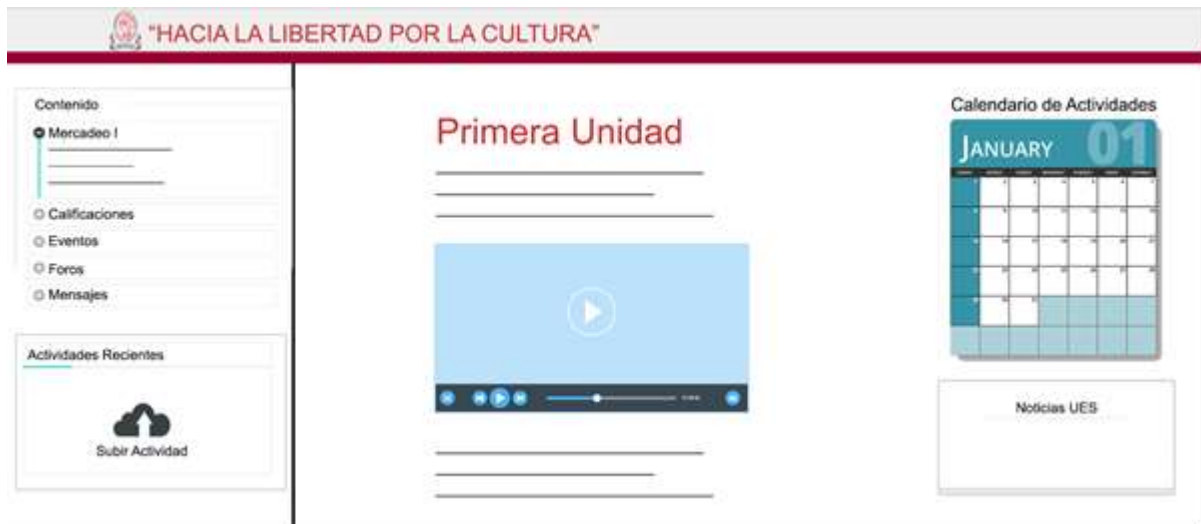 “HACIA LA LIBERTAD POR LA CULTURA”
Contenido
Mercadeo I
Calificaciones
Eventos
Foros
Mensajes
Actividades Recientes
Subir Actividad
Primera Unidad
Calendario de Actividades
JANUARY 01
Noticias UES